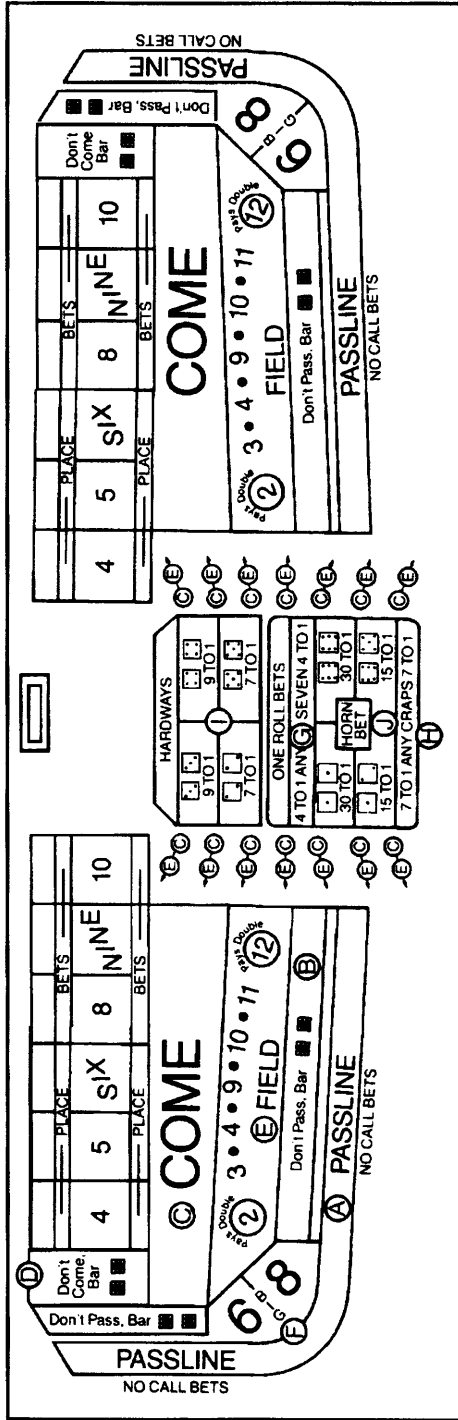 PLACE BETS
D
Don't
Come,
Bar
4 5 SIX 8 NINE 10
PLACE BETS
Don't Pass, Bar
PASSLINE
NO CALL BETS
C COME
Pays Double
2 3 • 4 • 9 • 10 • 11 12
Pays Double
E FIELD
6 BIG 8
F
Don't Pass, Bar
B
A PASSLINE
NO CALL BETS
E C
E C
E C
E C
E C
E C
E C
HARDWAYS
9 TO 1 9 TO 1
I
7 TO 1 7 TO 1
ONE ROLL BETS
4 TO 1 ANY SEVEN 4 TO 1
G
30 TO 1 30 TO 1
HORN
BET
J
15 TO 1 15 TO 1
7 TO 1 ANY CRAPS 7 TO 1
H
C E
C E
C E
C E
C E
C E
C E
PLACE BETS
4 5 SIX 8 NINE 10
PLACE BETS
Don't
Come
Bar
Don't Pass, Bar
PASSLINE
NO CALL BETS
COME
Pays Double
2 3 • 4 • 9 • 10 • 11 12
Pays Double
FIELD
6 BIG 8
Don't Pass, Bar
PASSLINE
NO CALL BETS